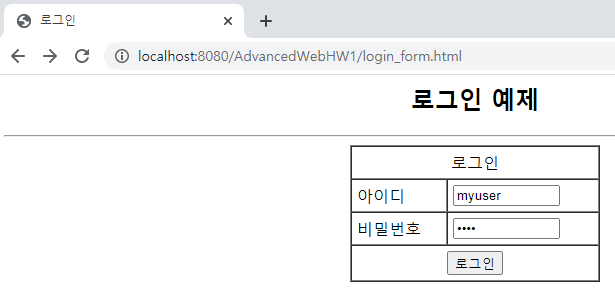 로그인
localhost:8080/AdvancedWebHW1/login_form.html
로그인 예제
로그인
아이디 myuser
비밀번호 ••••
로그인